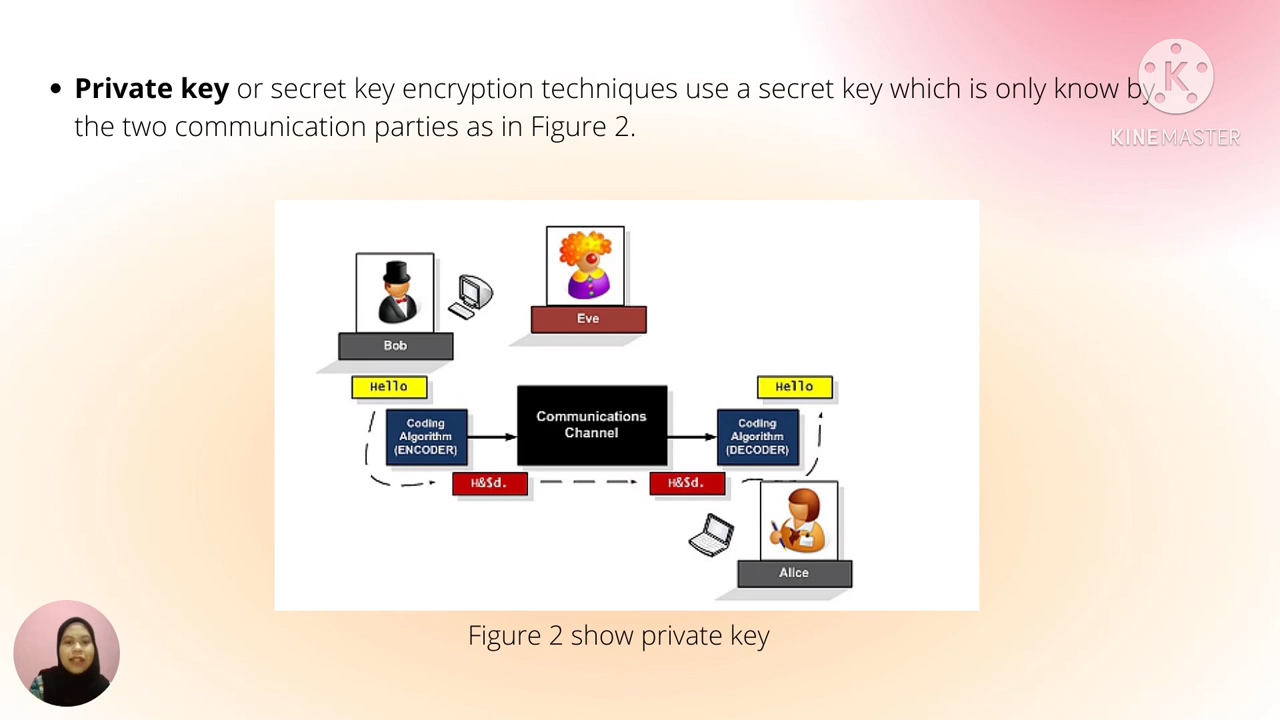 • Private key or secret key encryption techniques use a secret key which is only know by
the two communication parties as in Figure 2.
K
KINEMASTER
Eve
Bob
Hello
Hello
Coding
Algorithm
(ENCODER)
Communications
Channel
Coding
Algorithm
(DECODER)
H&$d.
H&$d.
Alice
Figure 2 show private key